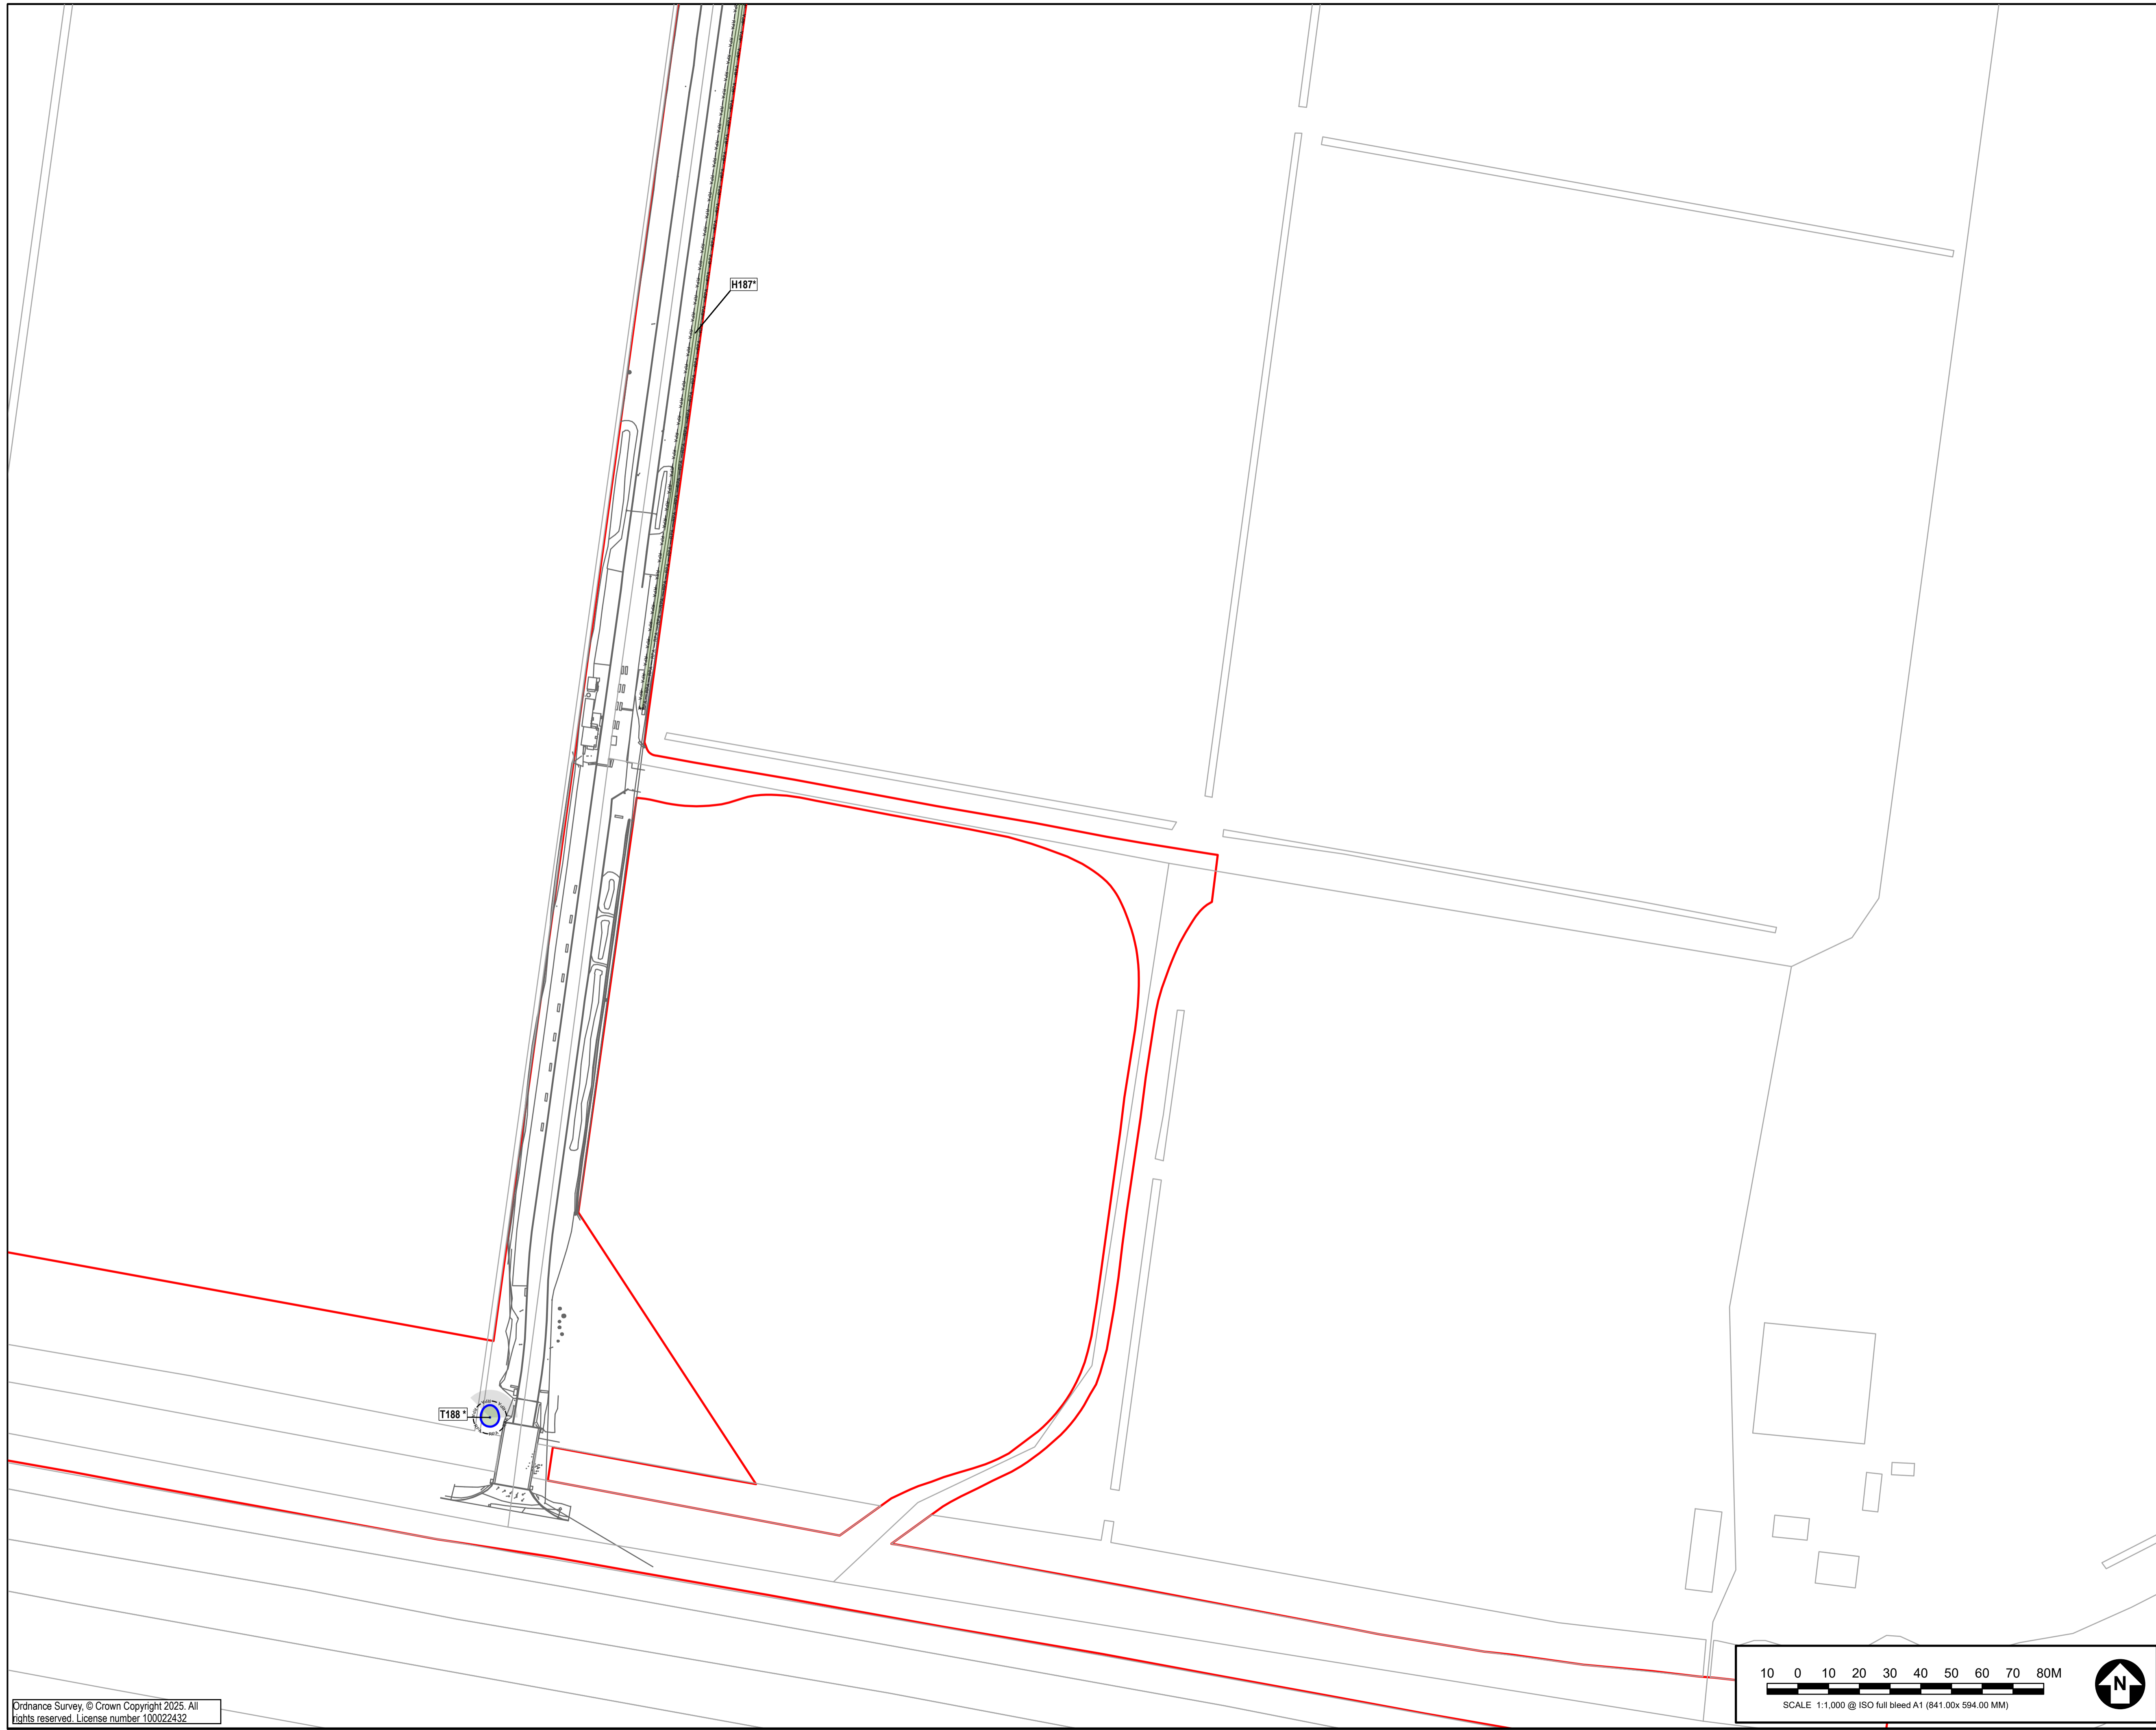 H187*
T188 *
10 0 10 20 30 40 50 60 70 80M
SCALE 1:1,000 @ ISO full bleed A1 (841.00x 594.00 MM)
N
Ordnance Survey, © Crown Copyright 2025. All
rights reserved. License number 100022432